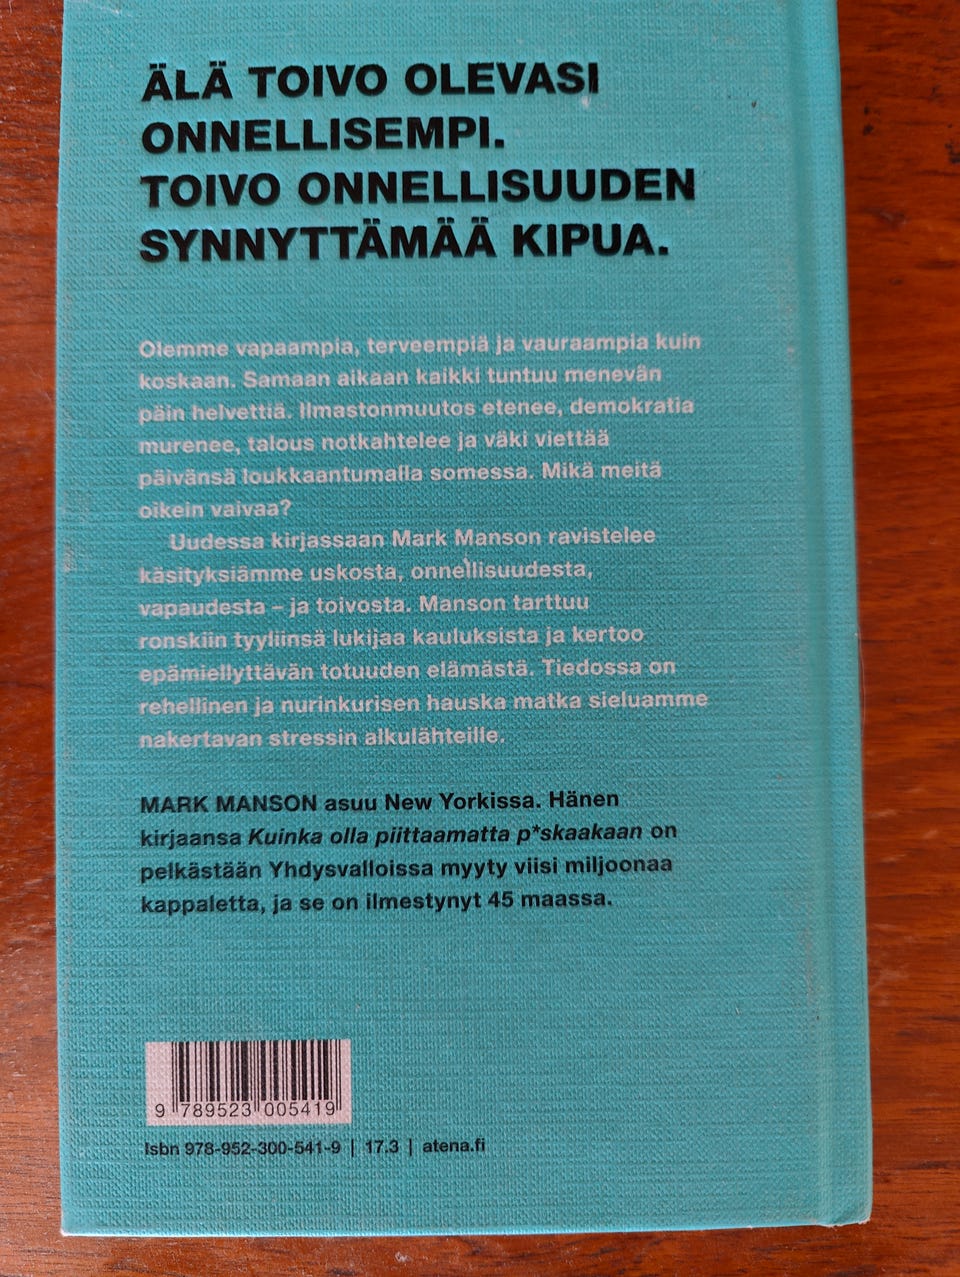 ÄLÄ TOIVO OLEVASI
ONNELLISEMPI.
TOIVO ONNELLISUUDEN
SYNNYTTÄMÄÄ KIPUA.
Olemme vapaampia, terveempiä ja vauraampia kuin
koskaan. Samaan aikaan kaikki tuntuu menevän
päin helvettiä. Ilmastonmuutos etenee, demokratia
murenee, talous notkahtelee ja väki viettää
päivänsä loukkaantumalla somessa. Mikä meitä
oikein vaivaa?
Uudessa kirjassaan Mark Manson ravistelee
käsityksiämme uskosta, onnellisuudesta,
vapaudesta – ja toivosta. Manson tarttuu
ronskiin tyyliinsä lukijaa kauluksista ja kertoo
epämiellyttävän totuuden elämästä. Tiedossa on
rehellinen ja nurinkurisen hauska matka sieluamme
nakertavan stressin alkulähteille.
MARK MANSON asuu New Yorkissa. Hänen
kirjaansa Kuinka olla piittaamatta p*skaakaan on
pelkästään Yhdysvalloissa myyty viisi miljoonaa
kappaletta, ja se on ilmestynyt 45 maassa.
9 789523 005419
Isbn 978-952-300-541-9 | 17.3 | atena.fi